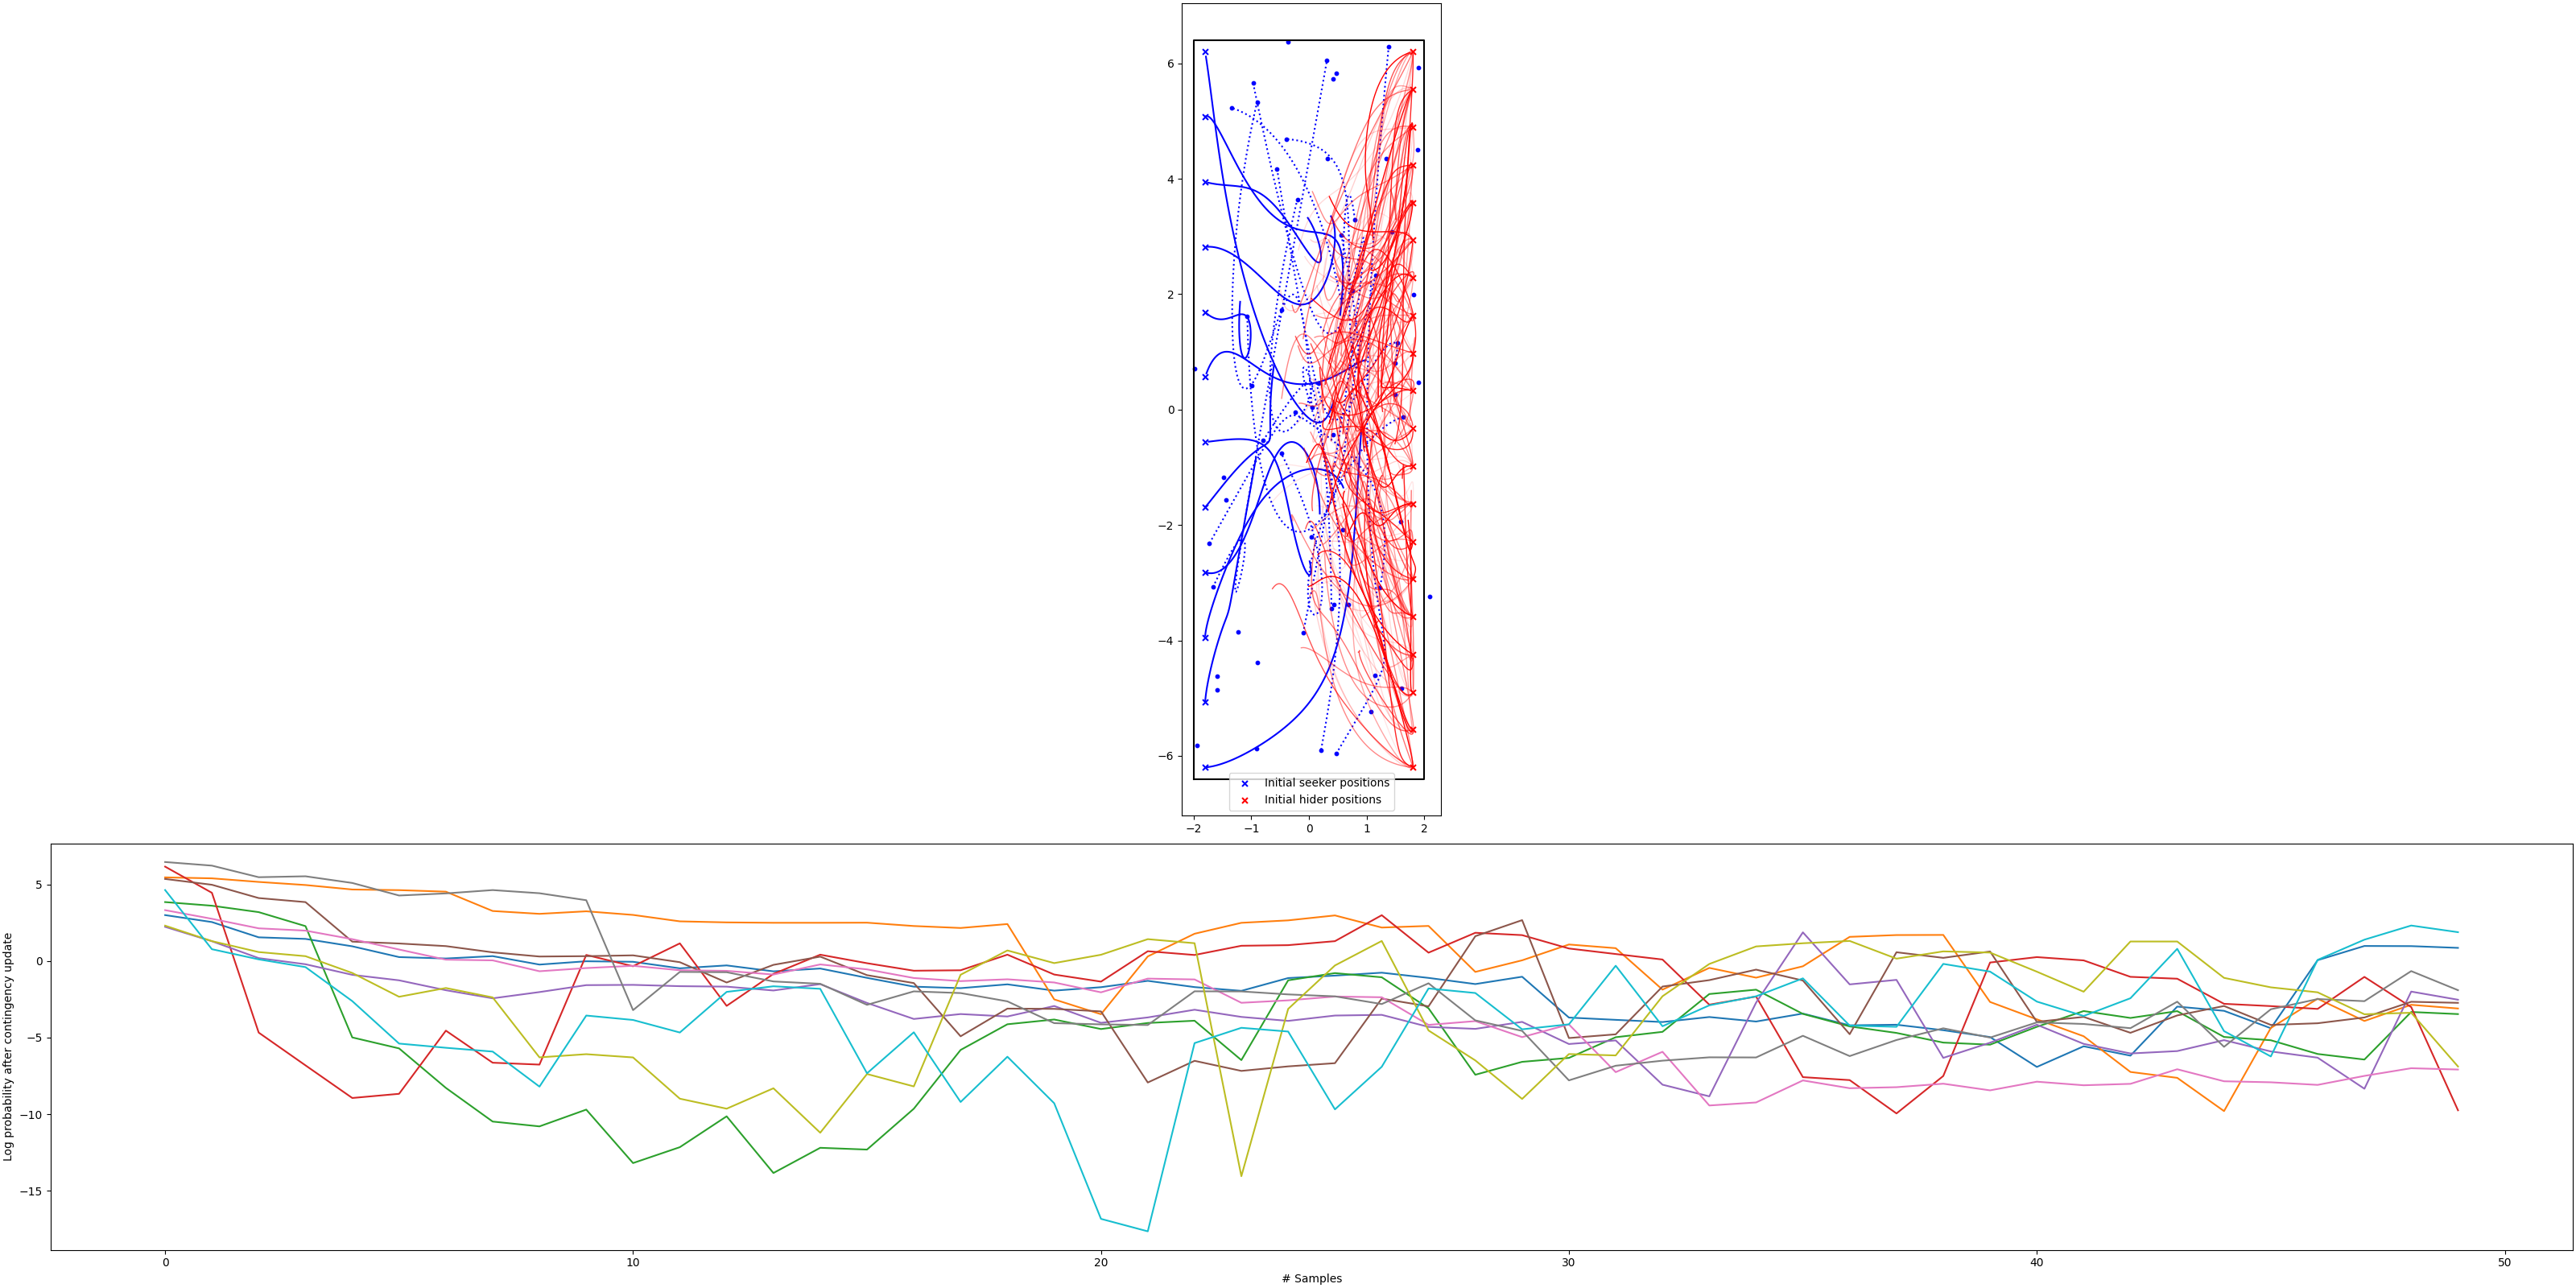 6
4
2
0
−2
−4
−6
Initial seeker positions
Initial hider positions
−2 −1 0 1 2
Log probability after contingency update
5
0
−5
−10
−15
0 10 20 30 40 50
# Samples